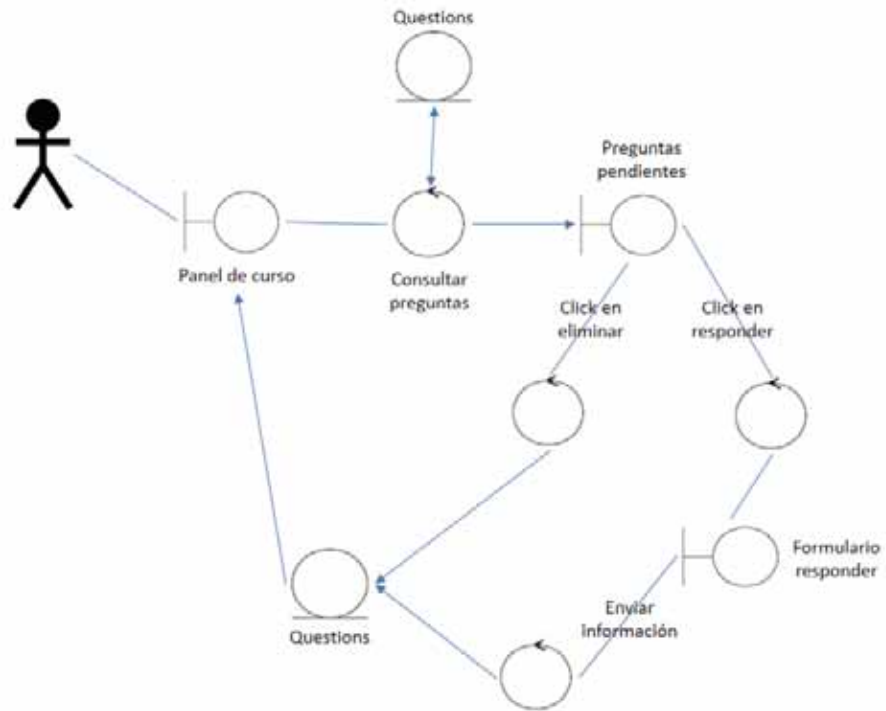 Questions
Preguntas
pendientes
Panel de curso
Consultar
preguntas
Click en
eliminar
Click en
responder
Formulario
responder
Enviar
información
Questions